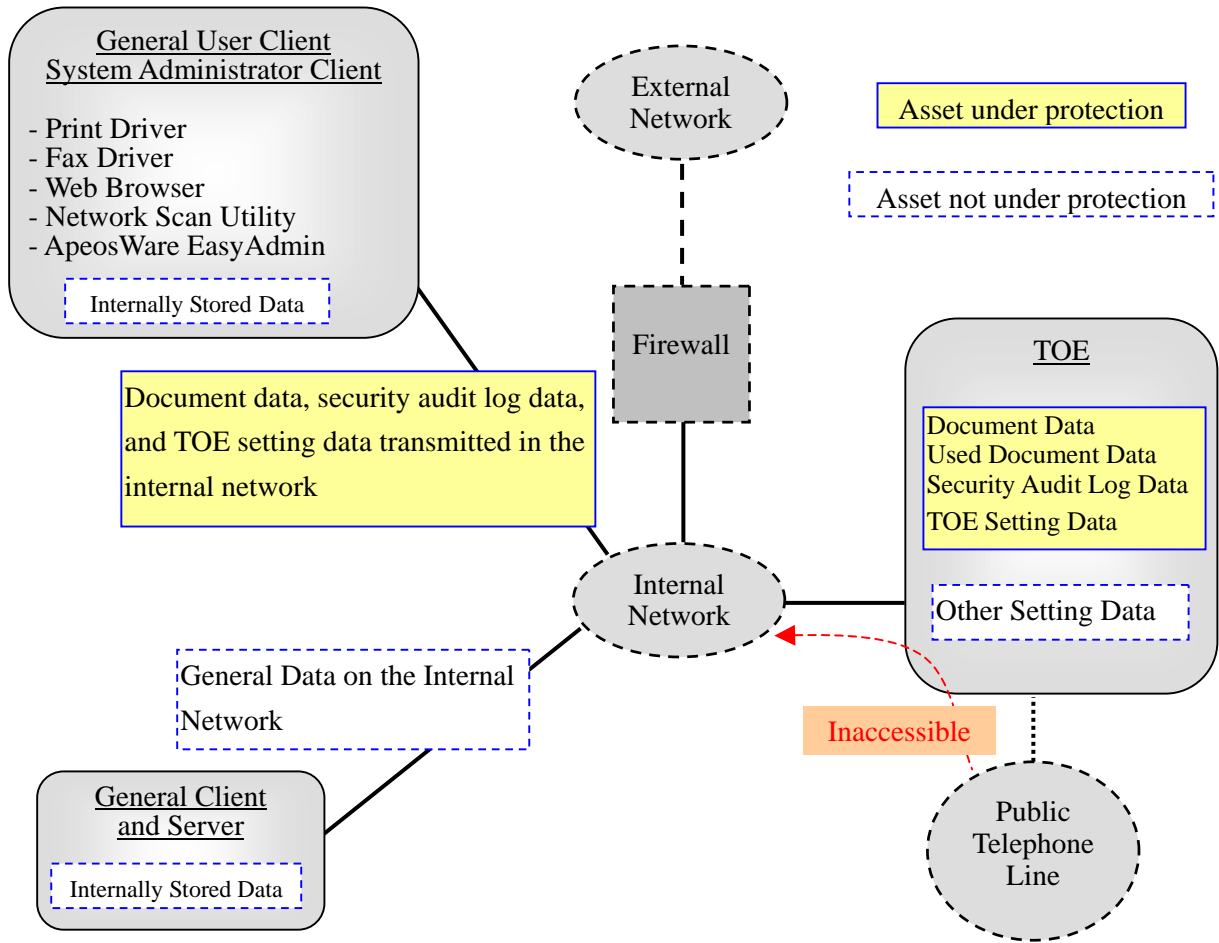 General User Client
System Administrator Client
- Print Driver
- Fax Driver
- Web Browser
- Network Scan Utility
- ApeosWare EasyAdmin
Internally Stored Data
External
Network
Asset under protection
Asset not under protection
Firewall
Document data, security audit log data,
and TOE setting data transmitted in the
internal network
TOE
Document Data
Used Document Data
Security Audit Log Data
TOE Setting Data
Other Setting Data
Internal
Network
General Data on the Internal
Network
Inaccessible
General Client
and Server
Internally Stored Data
Public
Telephone
Line